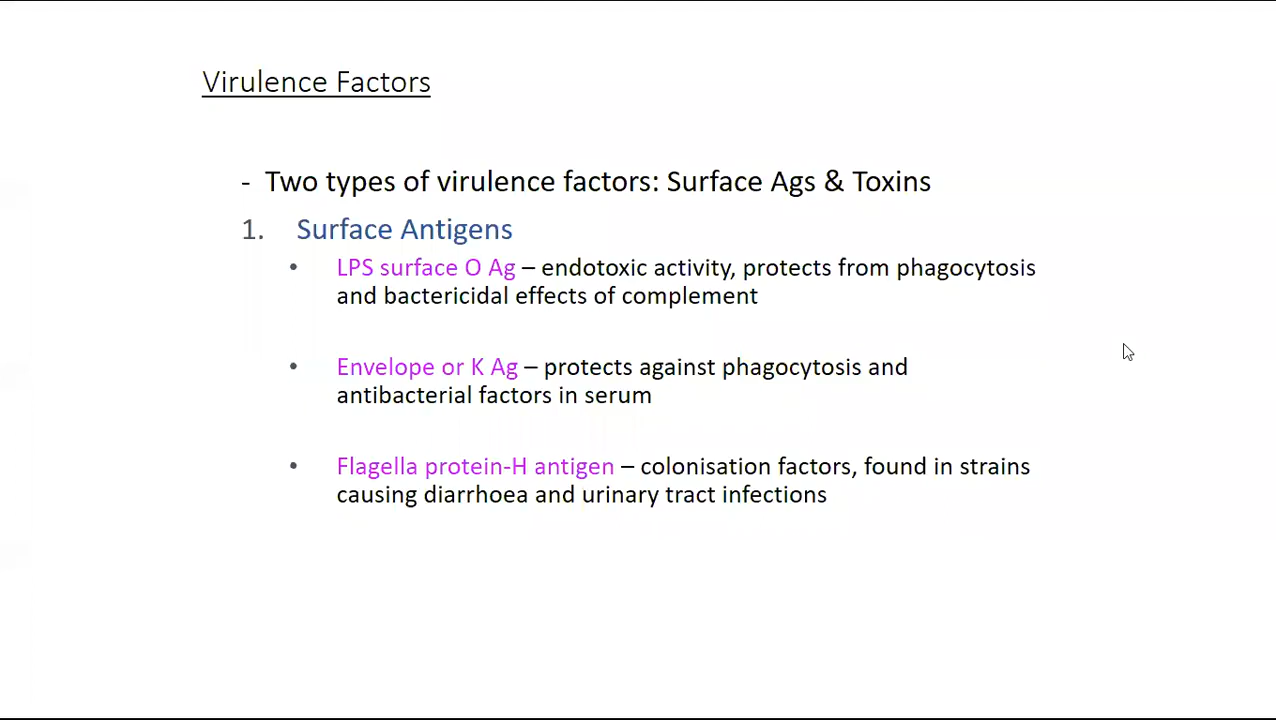 Virulence Factors
- Two types of virulence factors: Surface Ags & Toxins
1. Surface Antigens
• LPS surface O Ag – endotoxic activity, protects from phagocytosis
and bactericidal effects of complement
• Envelope or K Ag – protects against phagocytosis and
antibacterial factors in serum
• Flagella protein-H antigen – colonisation factors, found in strains
causing diarrhoea and urinary tract infections